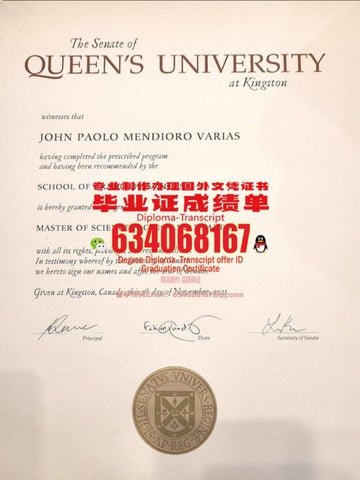 The Senate of
QUEEN'S UNIVERSITY
at Kingston
witnesses that
JOHN PAOLO MENDIORO VARIAS
having completed the prescribed program
and having been recommended by the
专业制作办理国外文凭证书
SCHOOL OF
毕业证成绩单
is hereby granted
Diploma-Transcript
MASTER OF
634068167
with all its rights,
Degree Diploma-Transcript offer ID
In testimony whereof
we hereto sign our names and
Graduation Certificate
Given at Kingston, Canada, this
day of November
Principal
Dean
Secretary of Senate